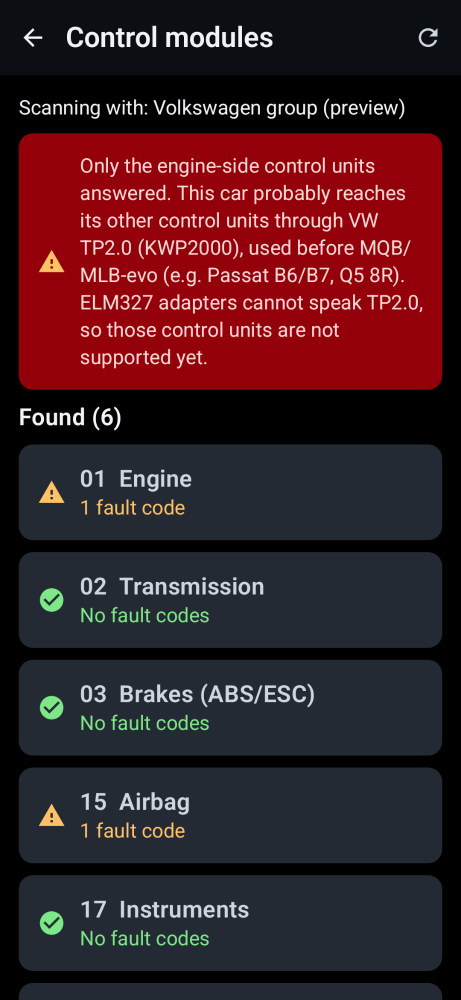 Control modules
Scanning with: Volkswagen group (preview)
Only the engine-side control units
answered. This car probably reaches
its other control units through VW
TP2.0 (KWP2000), used before MQB/
MLB-evo (e.g. Passat B6/B7, Q5 8R).
ELM327 adapters cannot speak TP2.0,
so those control units are not
supported yet.
Found (6)
01 Engine
1 fault code
02 Transmission
No fault codes
03 Brakes (ABS/ESC)
No fault codes
15 Airbag
1 fault code
17 Instruments
No fault codes